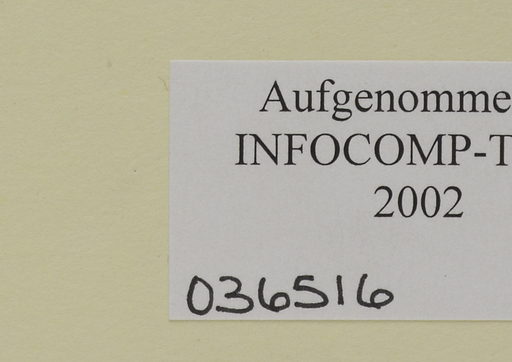 Aufgenomme
INFOCOMP-T
2002
036516